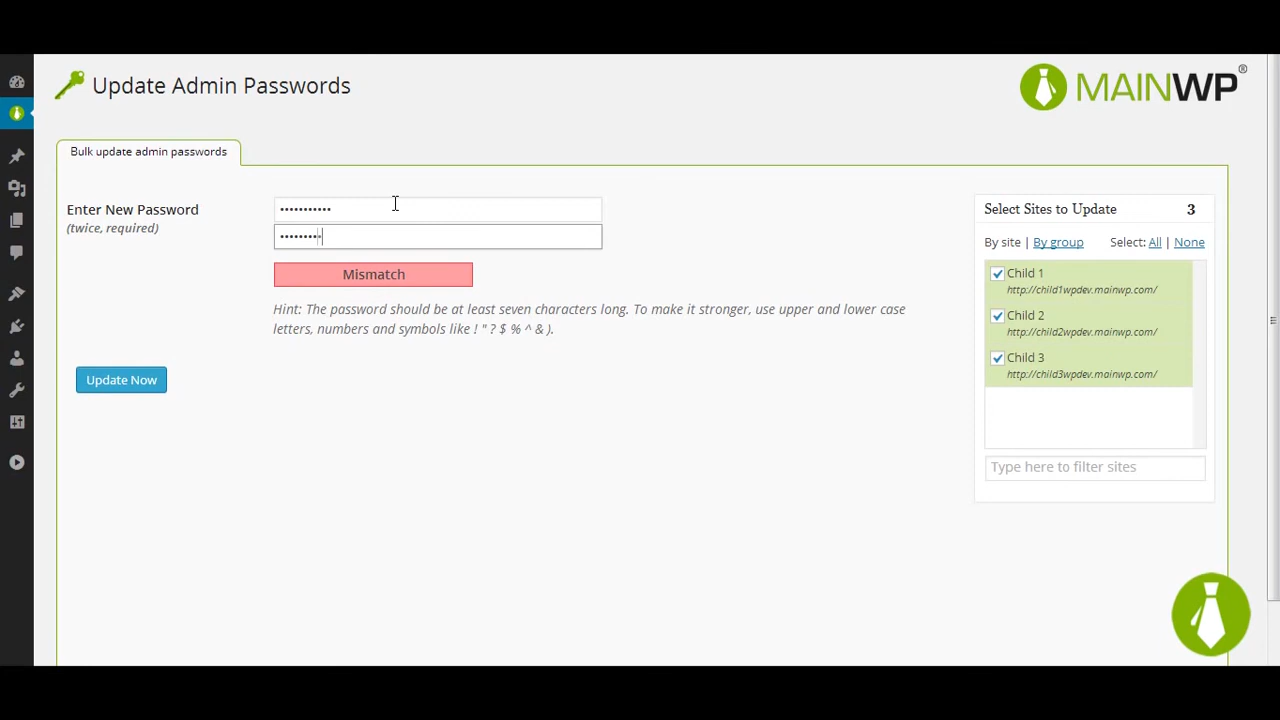 Update Admin Passwords
MAINWP®
Bulk update admin passwords
Enter New Password
(twice, required)
•••••••••••
•••••••••
Mismatch
Hint: The password should be at least seven characters long. To make it stronger, use upper and lower case
letters, numbers and symbols like ! " ? $ % ^ & ).
Update Now
Select Sites to Update 3
By site | By group Select: All | None
Child 1
http://child1wpdev.mainwp.com/
Child 2
http://child2wpdev.mainwp.com/
Child 3
http://child3wpdev.mainwp.com/
Type here to filter sites